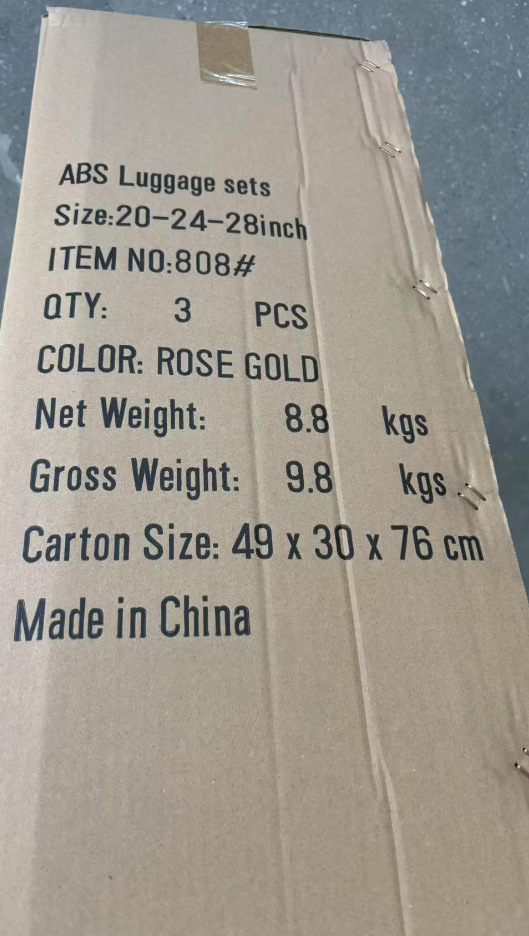 ABS Luggage sets
Size:20-24-28inch
ITEM NO:808#
QTY: 3 PCS
COLOR: ROSE GOLD
Net Weight: 8.8 kgs
Gross Weight: 9.8 kgs
Carton Size: 49 x 30 x 76 cm
Made in China